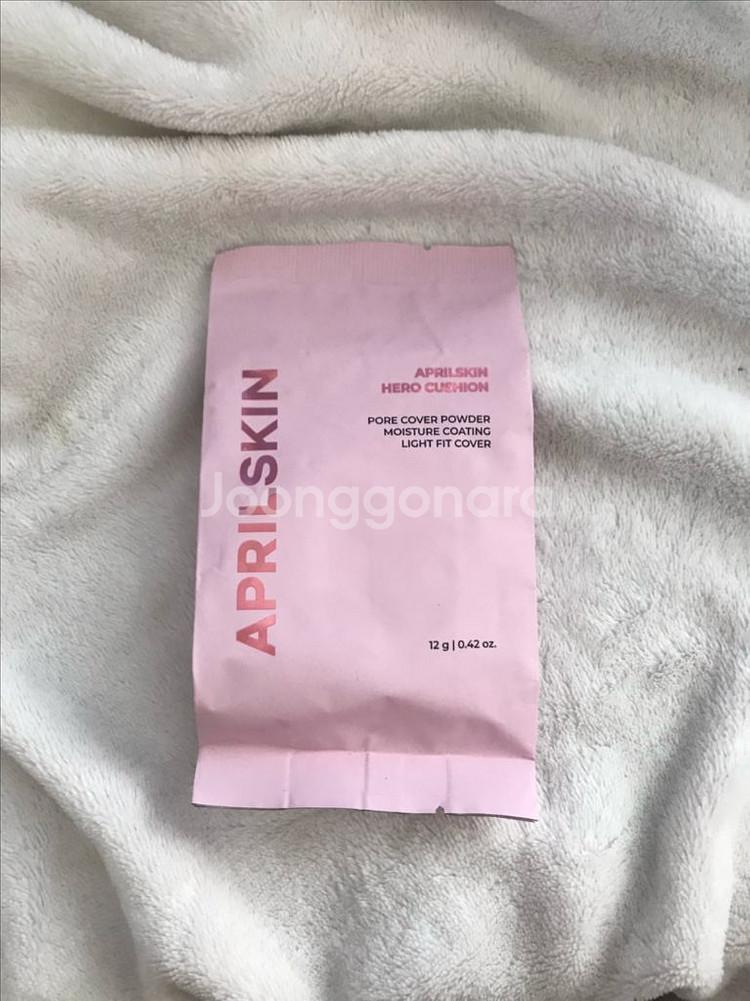 APRILSKIN
APRILSKIN
HERO CUSHION
PORE COVER POWDER
MOISTURE COATING
LIGHT FIT COVER
Joonggonara
12 g | 0.42 oz.